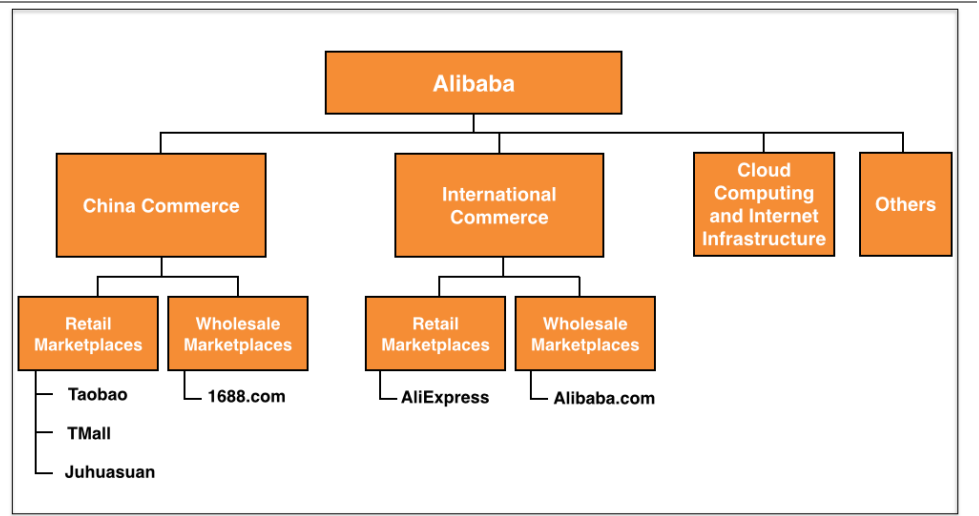 Alibaba
China Commerce
International
Commerce
Cloud
Computing
and Internet
Infrastructure
Others
Retail
Marketplaces
Wholesale
Marketplaces
Retail
Marketplaces
Wholesale
Marketplaces
Taobao
TMall
Juhuasuan
1688.com
AliExpress
Alibaba.com